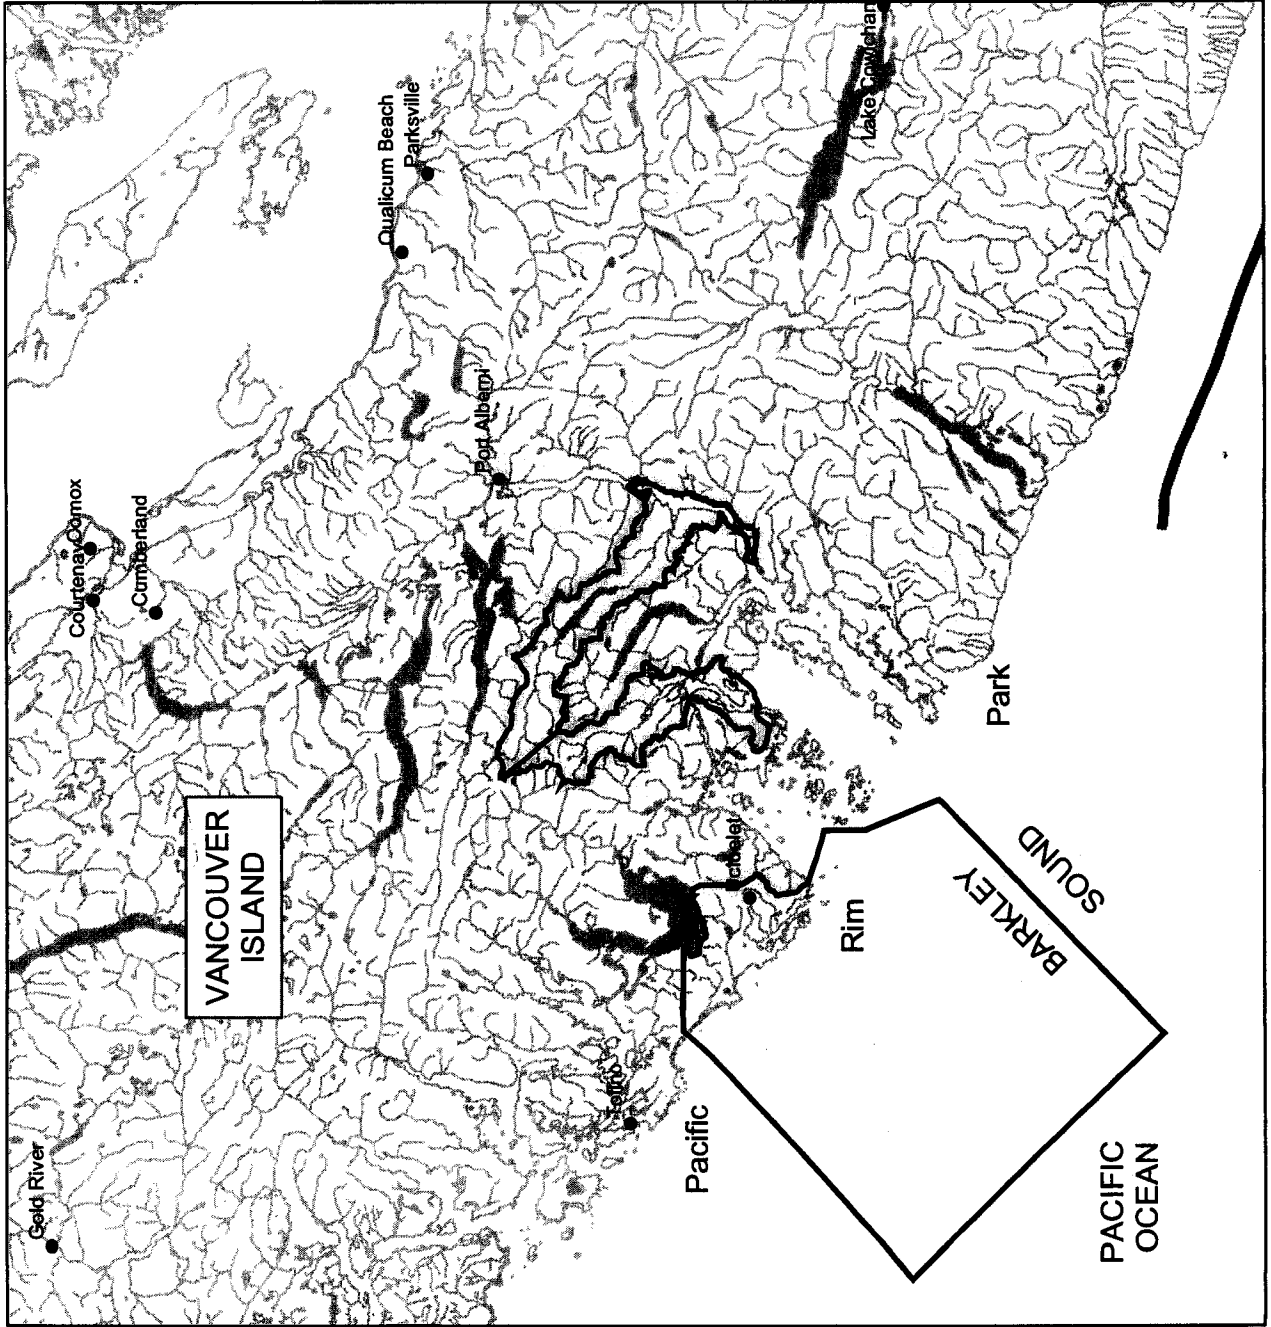 Gold River
Courtenay
Comox
Cumberland
VANCOUVER
ISLAND
Qualicum Beach
Parksville
Port Alberni
Tofino
Pacific
Rim
Lake Cowichan
Park
BARKLEY
SOUND
PACIFIC
OCEAN